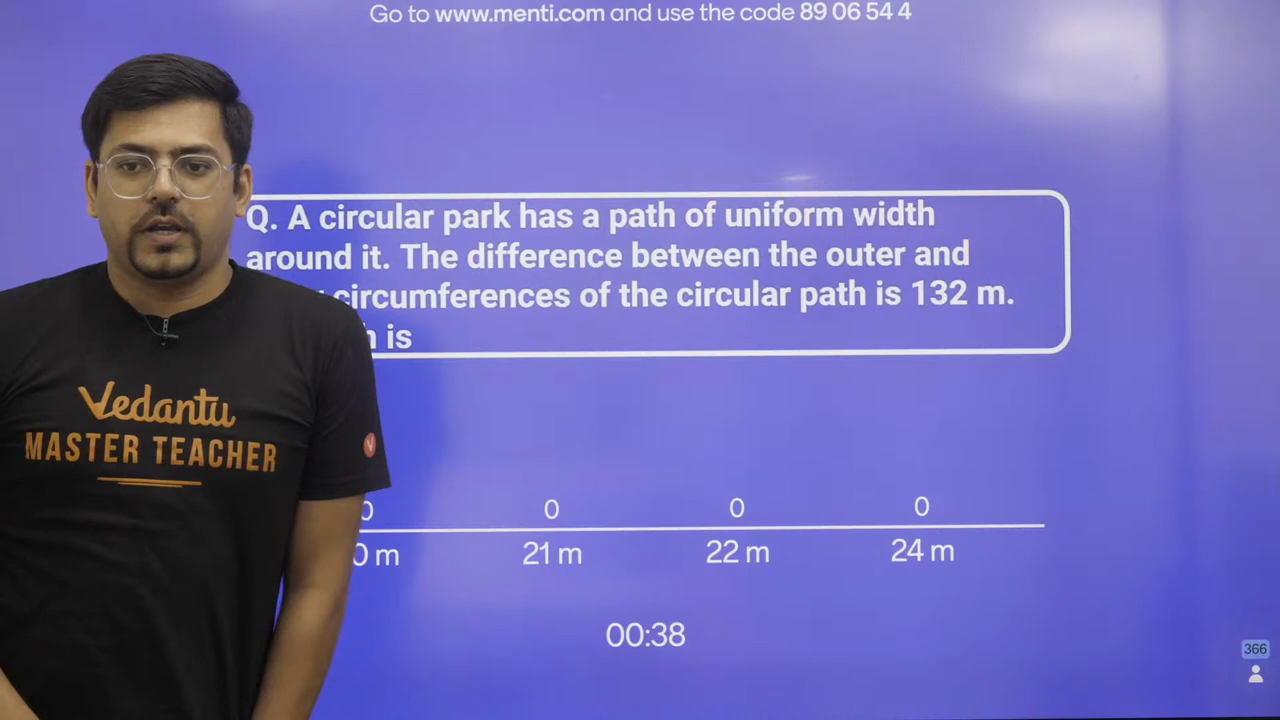 Go to www.menti.com and use the code 89 06 54 4
Q. A circular park has a path of uniform width
around it. The difference between the outer and
circumferences of the circular path is 132 m.
is
0 0 0
m 21 m 22 m 24 m
00:38
366
Vedantu
MASTER TEACHER
V